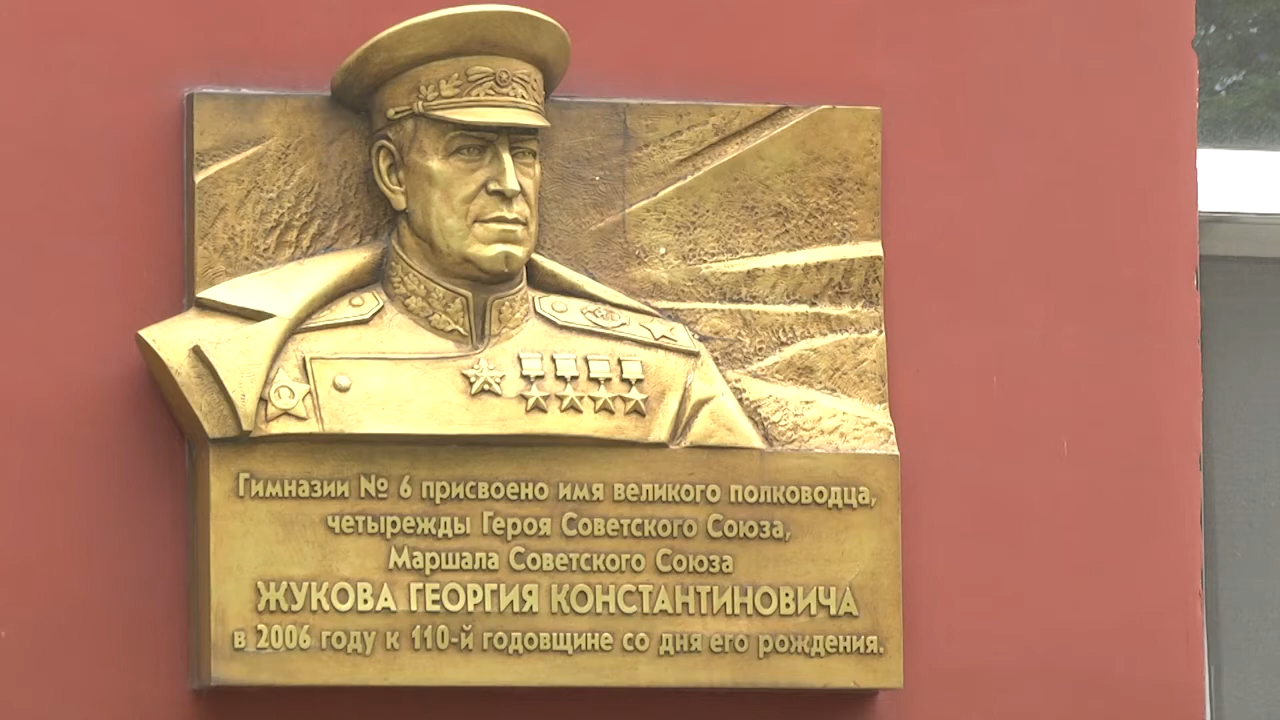 Гимназии № 6 присвоено имя великого полководца,
четырежды Героя Советского Союза,
Маршала Советского Союза
ЖУКОВА ГЕОРГИЯ КОНСТАНТИНОВИЧА
в 2006 году к 110-й годовщине со дня его рождения.